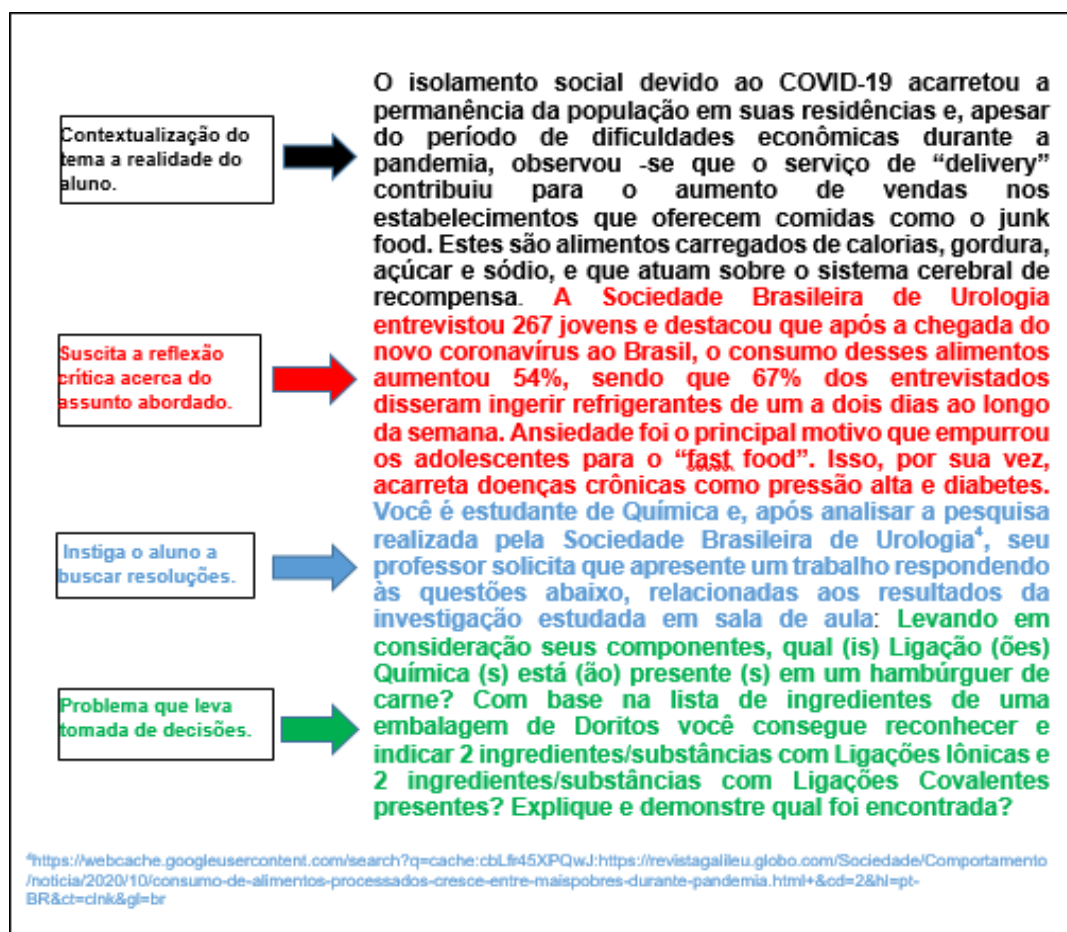 Contextualização do
tema a realidade do
aluno.
O isolamento social devido ao COVID-19 acarretou a
permanência da população em suas residências e, apesar
do período de dificuldades econômicas durante a
pandemia, observou -se que o serviço de “delivery”
contribuiu para o aumento de vendas nos
estabelecimentos que oferecem comidas como o junk
food. Estes são alimentos carregados de calorias, gordura,
açúcar e sódio, e que atuam sobre o sistema cerebral de
recompensa. A Sociedade Brasileira de Urologia
entrevistou 267 jovens e destacou que após a chegada do
novo coronavírus ao Brasil, o consumo desses alimentos
aumentou 54%, sendo que 67% dos entrevistados
disseram ingerir refrigerantes de um a dois dias ao longo
da semana. Ansiedade foi o principal motivo que empurrou
os adolescentes para o “fast food”. Isso, por sua vez,
acarreta doenças crônicas como pressão alta e diabetes.
Suscita a reflexão
crítica acerca do
assunto abordado.
Você é estudante de Química e, após analisar a pesquisa
realizada pela Sociedade Brasileira de Urologia⁴, seu
professor solicita que apresente um trabalho respondendo
às questões abaixo, relacionadas aos resultados da
investigação estudada em sala de aula: Levando em
Instiga o aluno a
buscar resoluções.
consideração seus componentes, qual (is) Ligação (ões)
Química (s) está (ão) presente (s) em um hambúrguer de
carne? Com base na lista de ingredientes de uma
embalagem de Doritos você consegue reconhecer e
indicar 2 ingredientes/substâncias com Ligações Iônicas e
2 ingredientes/substâncias com Ligações Covalentes
presentes? Explique e demonstre qual foi encontrada?
Problema que leva
tomada de decisões.
⁴https://webcache.googleusercontent.com/search?q=cache:cbLfr45XPQwJ:https://revistagalileu.globo.com/Sociedade/Comportamento
/noticia/2020/10/consumo-de-alimentos-processados-cresce-entre-maispobres-durante-pandemia.html+&cd=2&hl=pt-
BR&ct=clnk&gl=br